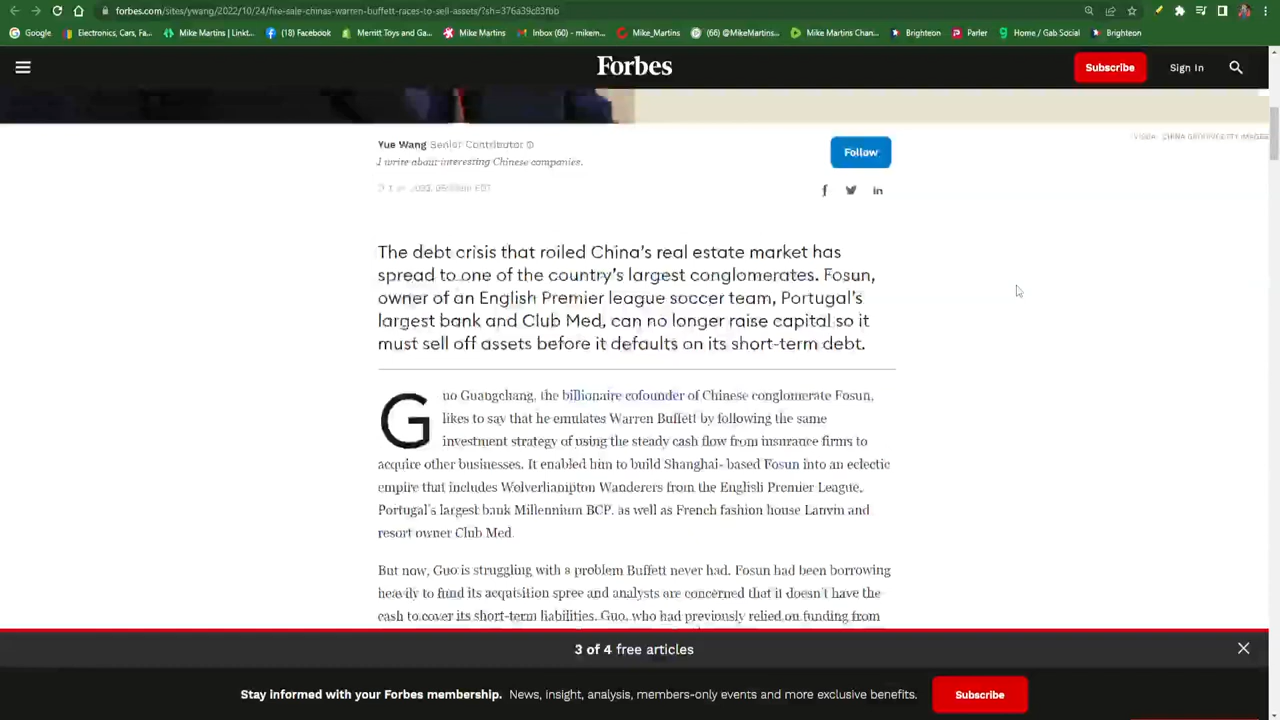 forbes.com/sites/ywang/2022/10/24/fire-sale-chinas-warren-buffett-races-to-sell-assets/?sh=376a39c83fbb
Google
Electronics, Cars, Fa...
Mike Martins | Linkt...
(18) Facebook
Merritt Toys and Ga...
Mike Martins
Inbox (60) - mikem...
Mike_Martins
(66) @MikeMartins...
Mike Martins Chan...
Brighteon
Parler
Home / Gab Social
Brighteon
Forbes
Subscribe
Sign In
Yue Wang Senior Contributor
I write about interesting Chinese companies.
Follow
The debt crisis that roiled China's real estate market has
spread to one of the country's largest conglomerates. Fosun,
owner of an English Premier league soccer team, Portugal's
largest bank and Club Med, can no longer raise capital so it
must sell off assets before it defaults on its short-term debt.
Guo Guangchang, the billionaire cofounder of Chinese conglomerate Fosun,
likes to say that he emulates Warren Buffett by following the same
investment strategy of using the steady cash flow from insurance firms to
acquire other businesses. It enabled him to build Shanghai- based Fosun into an eclectic
empire that includes Wolverhampton Wanderers from the English Premier League,
Portugal's largest bank Millennium BCP, as well as French fashion house Lanvin and
resort owner Club Med.
But now, Guo is struggling with a problem Buffett never had. Fosun had been borrowing
heavily to fund its acquisition spree and analysts are concerned that it doesn't have the
cash to cover its short-term liabilities. Guo, who had previously relied on funding from
3 of 4 free articles
Stay informed with your Forbes membership. News, insight, analysis, members-only events and more exclusive benefits.
Subscribe